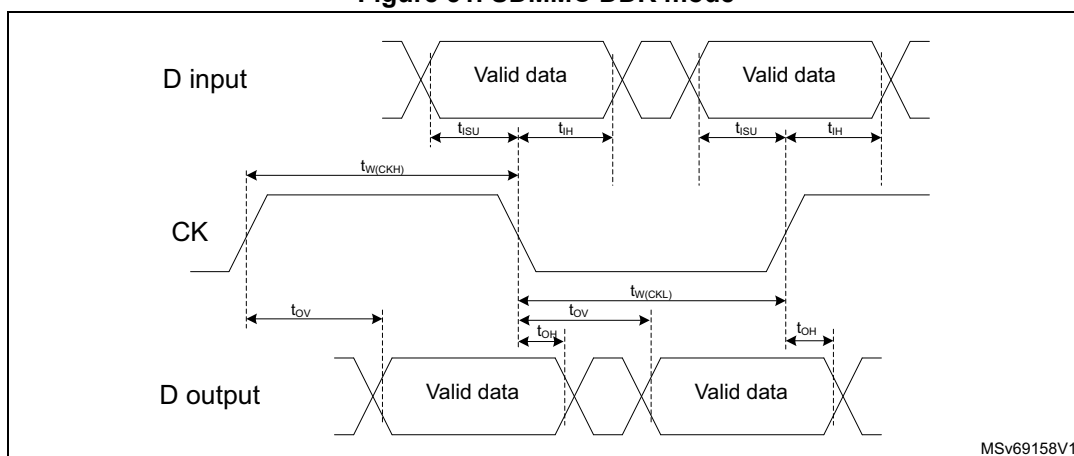 Figure SDMMC DDR mode
D input
Valid data
Valid data
tISU
tIH
tISU
tIH
tW(CKH)
CK
tW(CKL)
tOV
tOV
tOH
tOH
D output
Valid data
Valid data
MSv69158V1